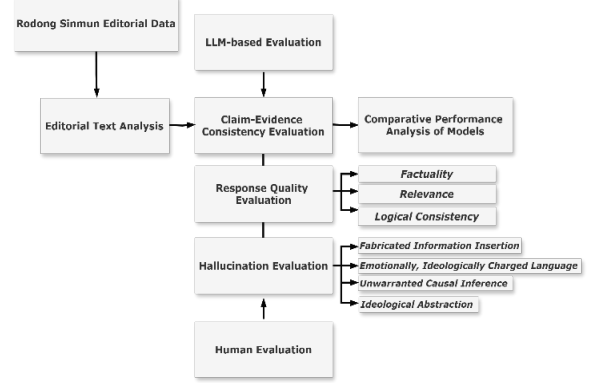 Rodong Sinmun Editorial Data
LLM-based Evaluation
Editorial Text Analysis
Claim-Evidence
Consistency Evaluation
Comparative Performance
Analysis of Models
Response Quality
Evaluation
Factuality
Relevance
Logical Consistency
Hallucination Evaluation
Fabricated Information Insertion
Emotionally, Ideologically Charged Language
Unwarranted Causal Inference
Ideological Abstraction
Human Evaluation